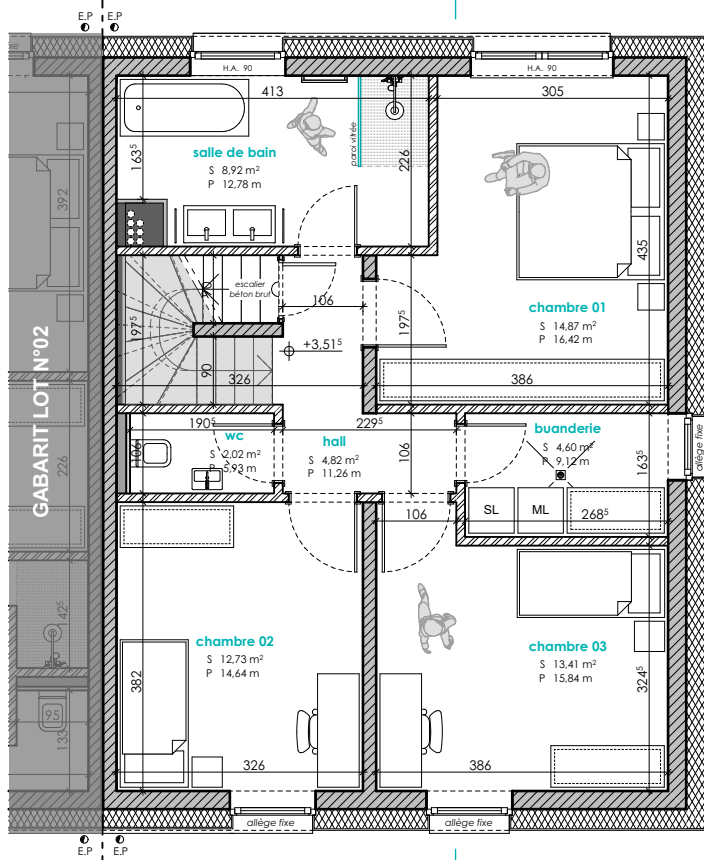 E.P
E.P
fixe
H.A. 90
H.A. 90
413
305
salle de bain
S 8,92 m²
P 12,78 m
163⁵
paroi vitrée
226
392
435
escalier
béton brut
106
chambre 01
S 14,87 m²
P 16,42 m
197⁵
197⁵
+3,51⁵
90
326
386
GABARIT LOT N°02
190⁵
229⁵
wc
S 2,02 m²
P 5,93 m
106
hall
S 4,82 m²
P 11,26 m
106
buanderie
S 4,60 m²
P 9,12 m
163⁵
allège fixe
226
SL
ML
106
268⁵
142⁵
chambre 02
S 12,73 m²
P 14,64 m
chambre 03
S 13,41 m²
P 15,84 m
382
324⁵
95
133
326
386
allège fixe
allège fixe
E.P
E.P